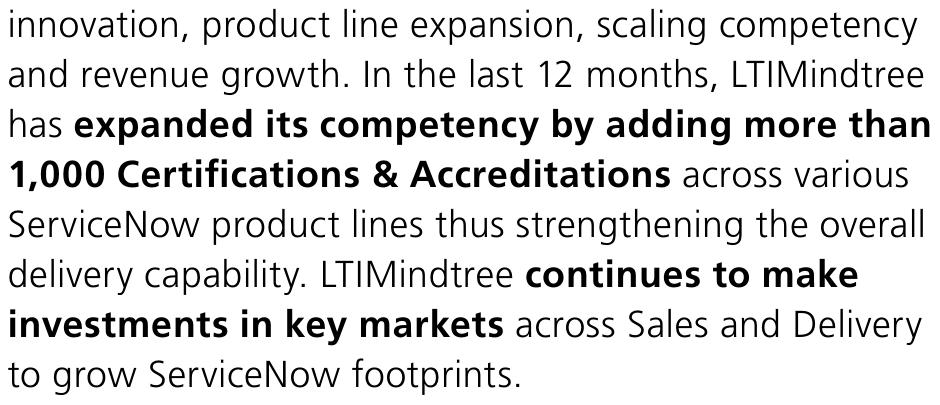 innovation, product line expansion, scaling competency
and revenue growth. In the last 12 months, LTIMindtree
has expanded its competency by adding more than
1,000 Certifications & Accreditations across various
ServiceNow product lines thus strengthening the overall
delivery capability. LTIMindtree continues to make
investments in key markets across Sales and Delivery
to grow ServiceNow footprints.